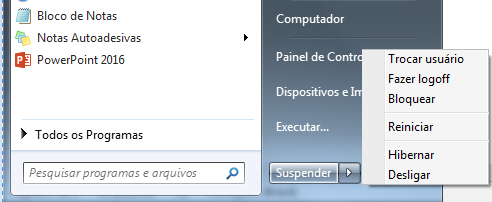 Bloco de Notas
Notas Autoadesivas
PowerPoint 2016
Todos os Programas
Pesquisar programas e arquivos
Computador
Painel de Contro
Dispositivos e Im
Executar...
Suspender
Trocar usuário
Fazer logoff
Bloquear
Reiniciar
Hibernar
Desligar